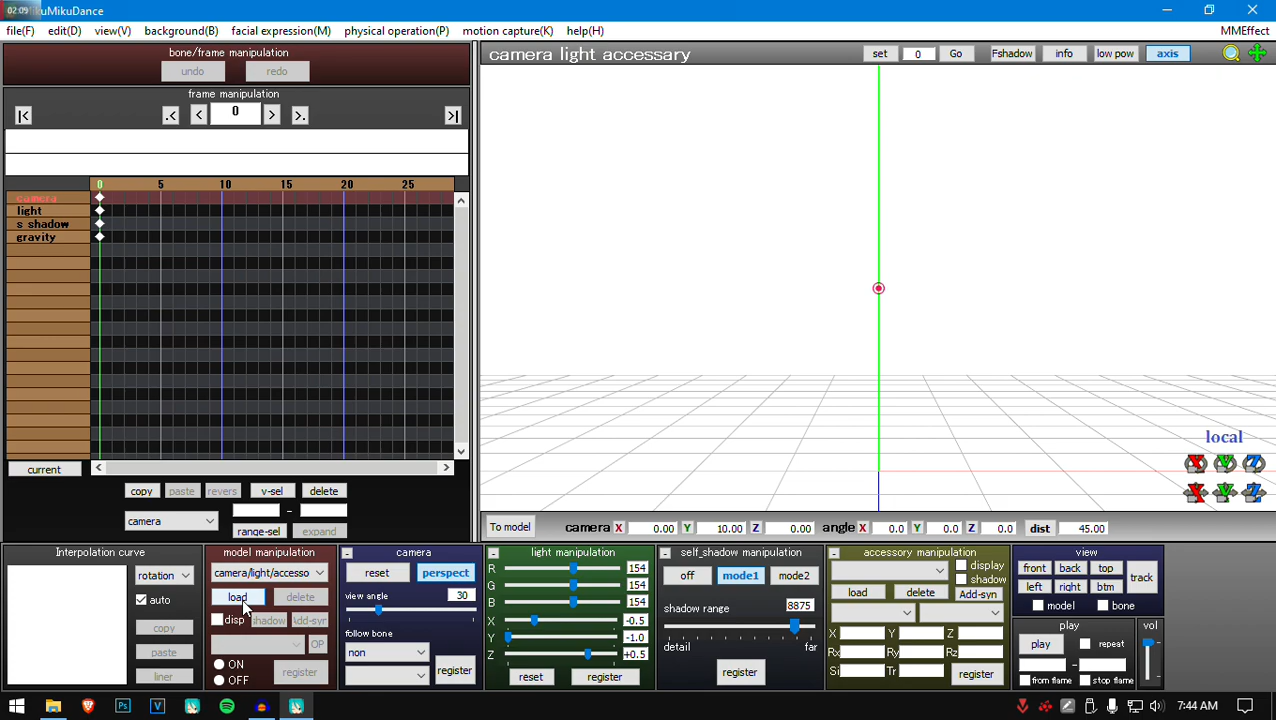 02:09 ikuMikuDance
file(F) edit(D) view(V) background(B) facial expression(M) physical operation(P) motion capture(K) help(H) MMEffect
bone/frame manipulation
undo redo
frame manipulation
|< .< < 0 > >. >|
camera light accessary set 0 Go Fshadow info low pow axis
0 5 10 15 20 25
camera
light
s shadow
gravity
local
X Y Z
X Y Z
current < >
copy paste revers v-sel delete
camera - range-sel expand
To model camera X 0.00 Y 10.00 Z 0.00 angle X 0.0 Y 0.0 Z 0.0 dist 45.00
Interpolation curve
rotation
auto
copy
paste
liner
model manipulation
camera/light/accesso
load delete
disp shadow Add-syn
OP
ON
OFF
register
- camera
reset perspect
view angle 30
follow bone
non
register
- light manipulation
R 154
G 154
B 154
X -0.5
Y -1.0
Z +0.5
reset register
- self_shadow manipulation
off mode1 mode2
shadow range 8875
detail far
register
- accessory manipulation
display
shadow
load delete Add-syn
X Y Z
Rx Ry Rz
Si Tr register
view
front back top
left right btm
track
model bone
play
play repeat
-
from flame stop flame
vol
7:44 AM